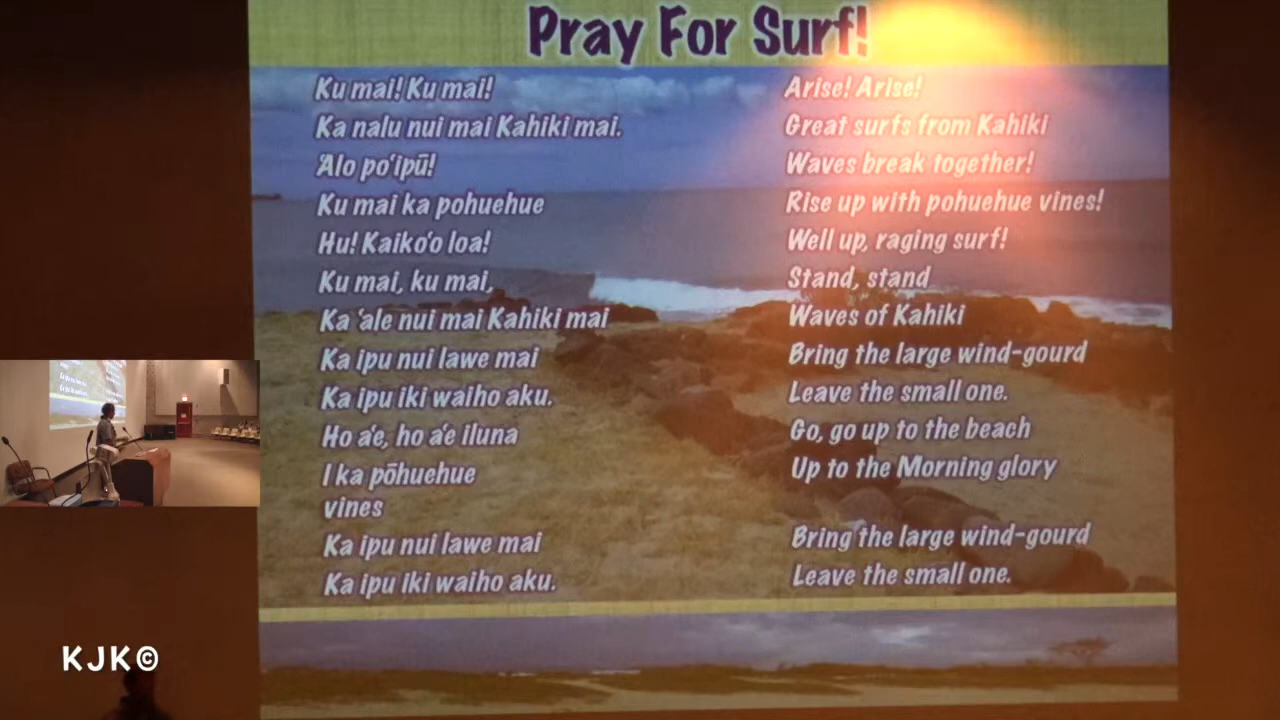 Pray For Surf!
Ku mai! Ku mai!
Ka nalu nui mai Kahiki mai.
ʻAlo poʻipū!
Ku mai ka pohuehue
Hu! Kaikoʻo loa!
Ku mai, ku mai,
Ka ʻale nui mai Kahiki mai
Ka ipu nui lawe mai
Ka ipu iki waiho aku.
Ho aʻe, ho aʻe iluna
I ka pōhuehue
vines
Ka ipu nui lawe mai
Ka ipu iki waiho aku.
Arise! Arise!
Great surfs from Kahiki
Waves break together!
Rise up with pohuehue vines!
Well up, raging surf!
Stand, stand
Waves of Kahiki
Bring the large wind-gourd
Leave the small one.
Go, go up to the beach
Up to the Morning glory
Bring the large wind-gourd
Leave the small one.
KJK©